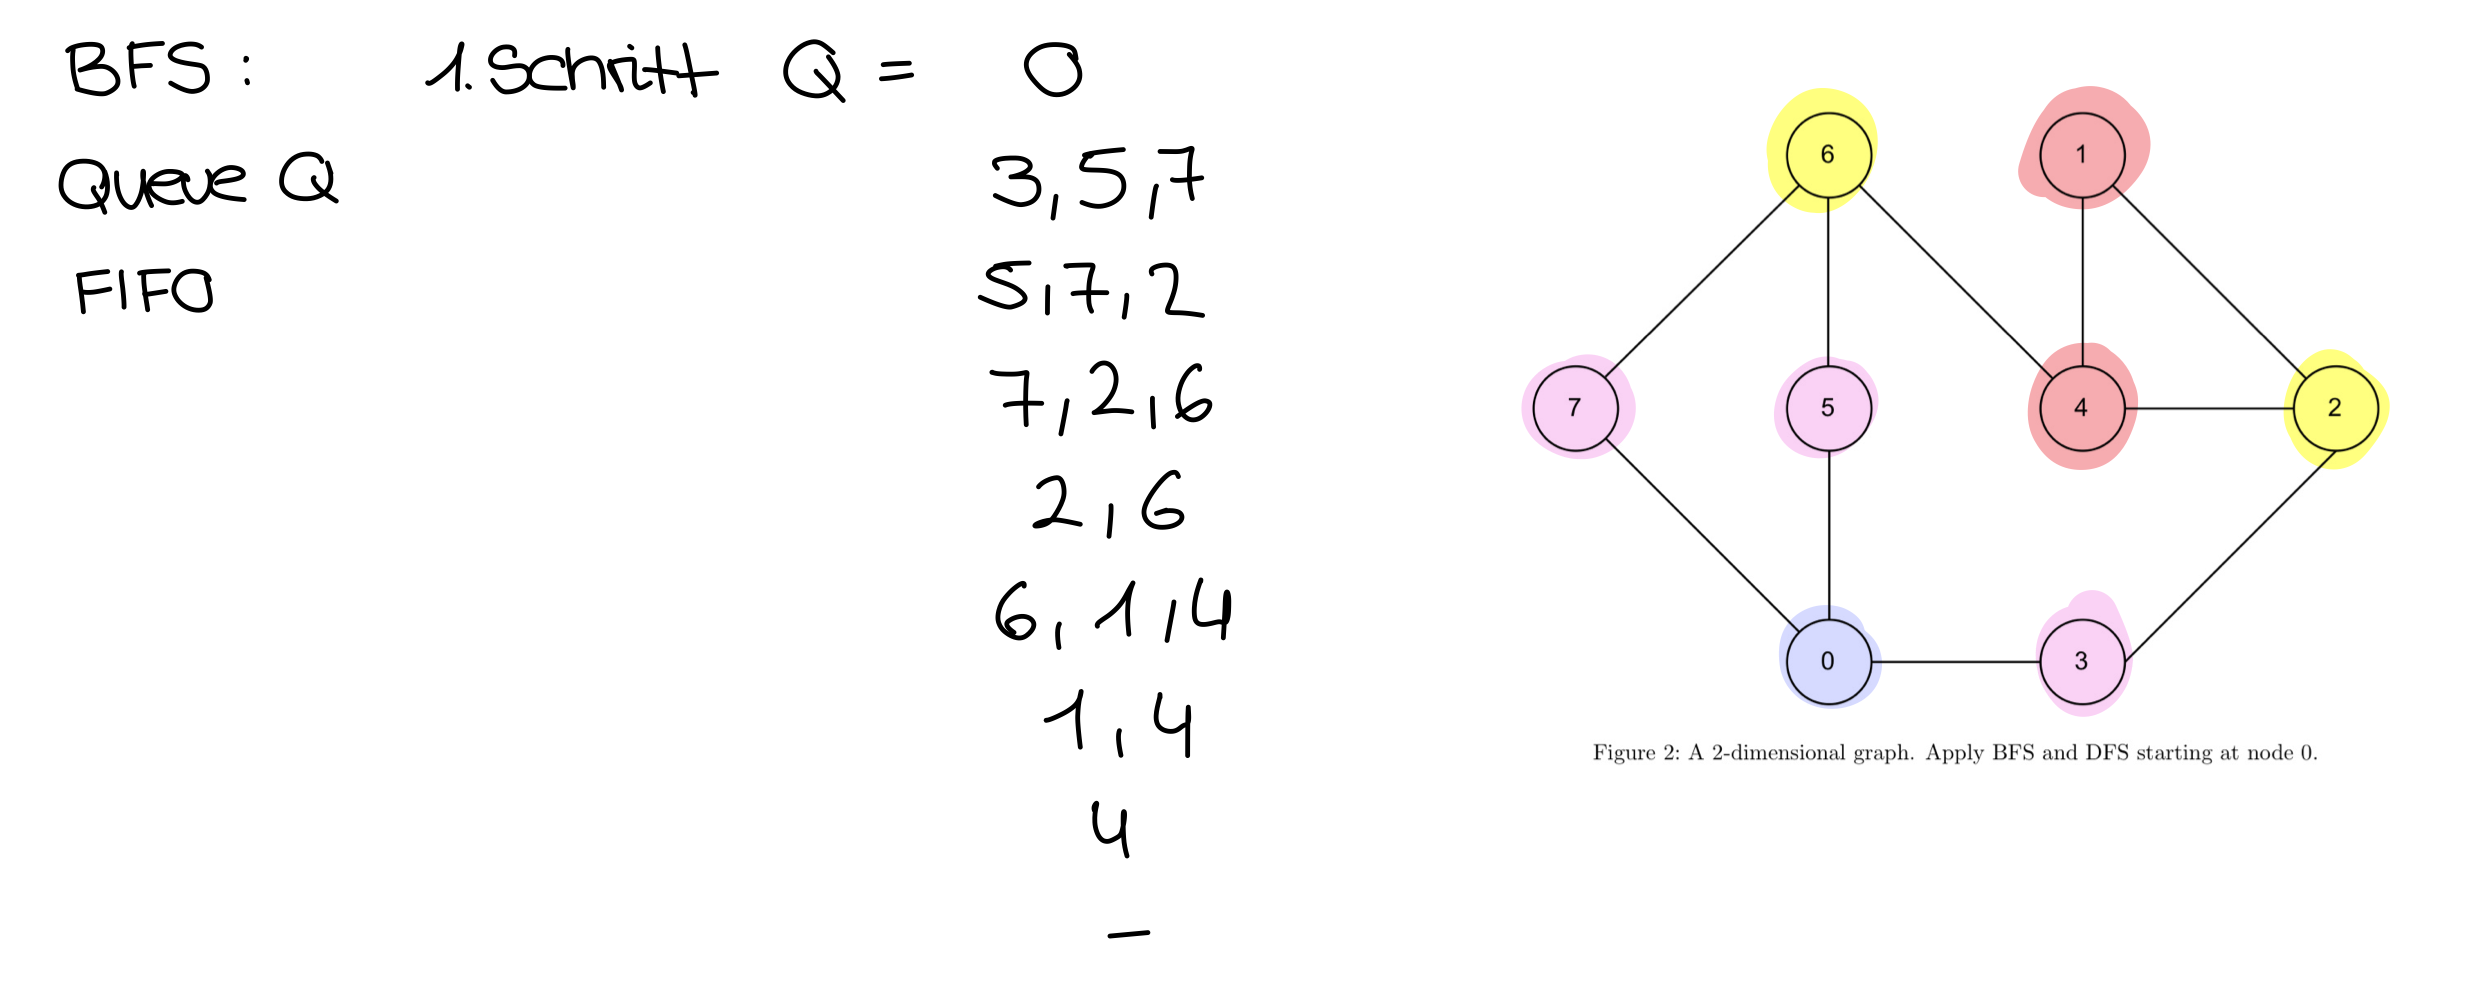 BFS : 1. Schritt Q = 0
Queue Q 3, 5, 7
FIFO 5, 7, 2
7, 2, 6
2, 6
6, 1, 4
1, 4
4
–
6 1
7 5 4 2
0 3
Figure 2: A 2-dimensional graph. Apply BFS and DFS starting at node 0.